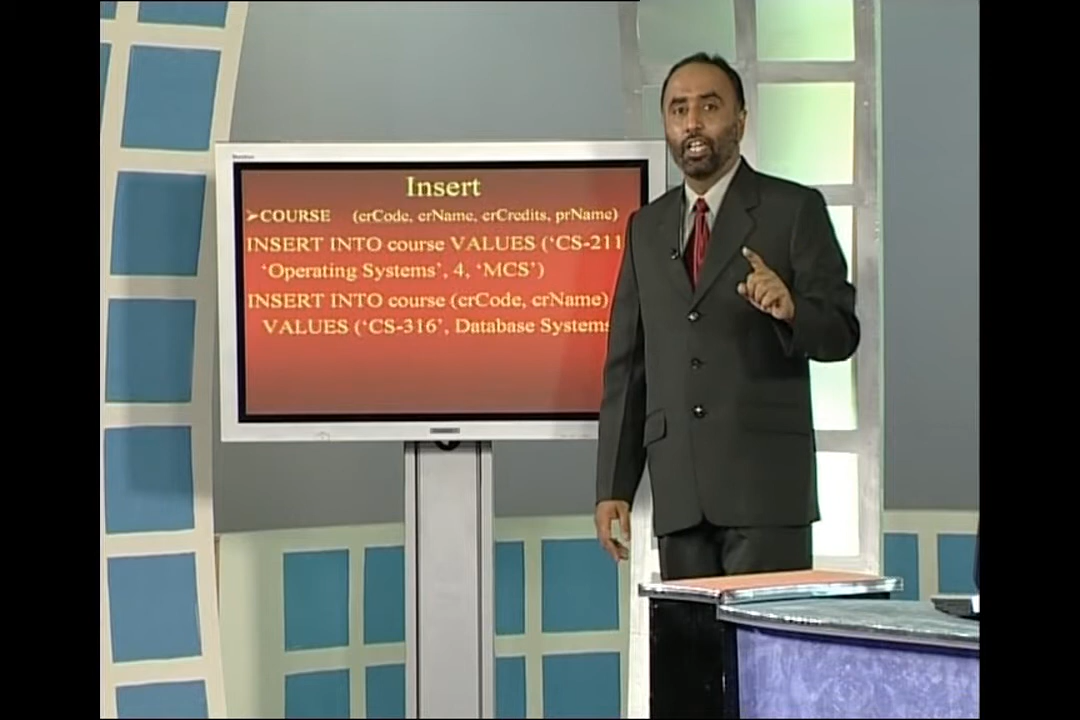 Insert
➢COURSE (crCode, crName, crCredits, prName)
INSERT INTO course VALUES (‘CS-211
‘Operating Systems’, 4, ‘MCS’)
INSERT INTO course (crCode, crName)
VALUES (‘CS-316’, Database Systems